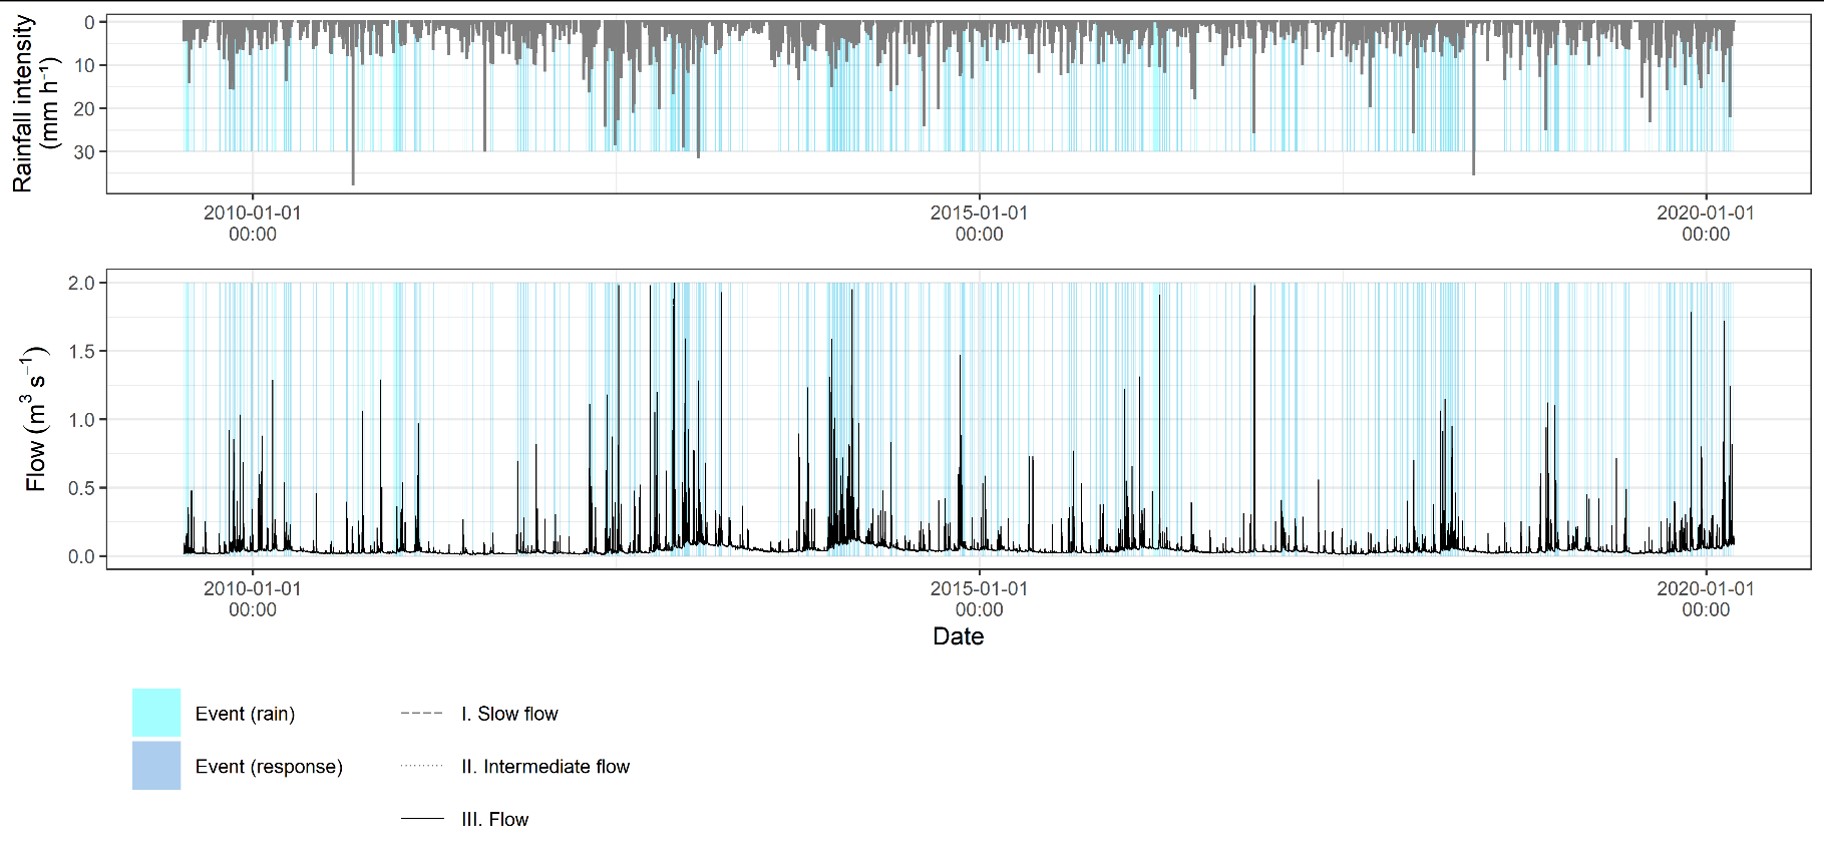 Rainfall intensity
(mm h⁻¹)
0
10
20
30
2010-01-01
00:00
2015-01-01
00:00
2020-01-01
00:00
Flow (m³ s⁻¹)
2.0
1.5
1.0
0.5
0.0
2010-01-01
00:00
2015-01-01
00:00
2020-01-01
00:00
Date
Event (rain)
I. Slow flow
Event (response)
II. Intermediate flow
III. Flow